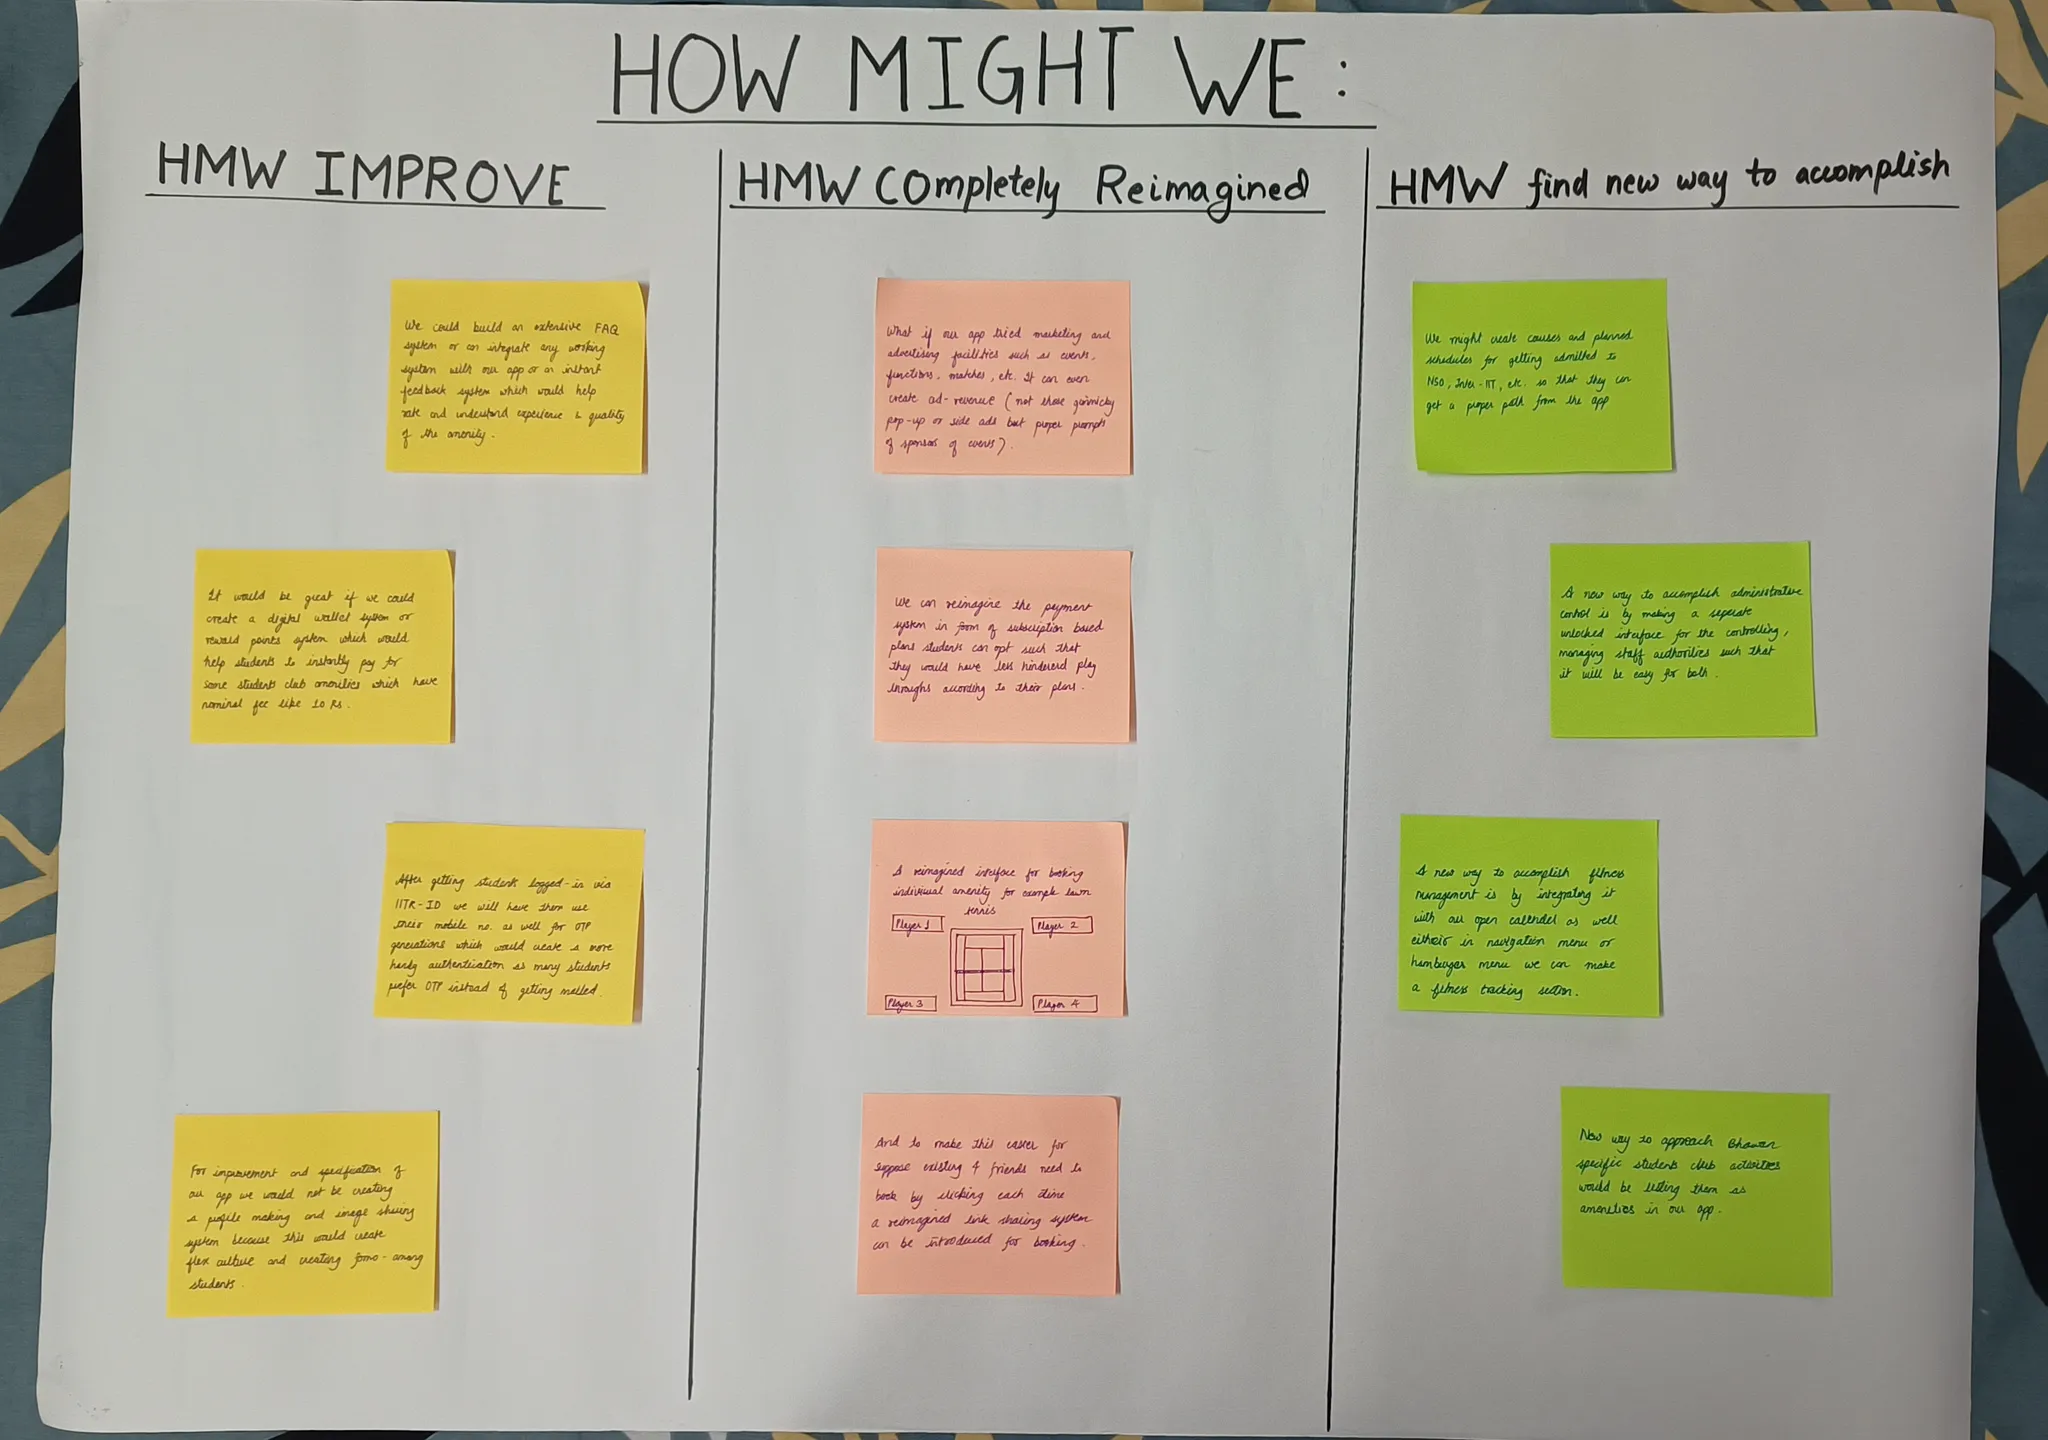 HOW MIGHT WE :
HMW IMPROVE
We could build an extensive FAQ
system or can integrate any working
system with our app or an instant
feedback system which would help
rate and understand experience & quality
of the amenity.
It would be great if we could
create a digital wallet system or
reward points system which would
help students to instantly pay for
some students club amenities which have
nominal fee like 10 Rs.
After getting student logged-in via
IITR-ID we will have them use
their mobile no. as well for OTP
generations which would create a more
handy authentication as many students
prefer OTP instead of getting mailed.
For improvement and specification of
our app we would not be creating
a profile making and image sharing
system because this would create
flex culture and creating fomo-among
students.
HMW COmpletely Reimagined
What if our app tried marketing and
advertising facilities such as events,
functions, matches, etc. It can even
create ad-revenue (not those gimmicky
pop-up or side ads but proper prompts
of sponsors of events).
We can reimagine the payment
system in form of subscription based
plans students can opt such that
they would have less hindererd play
throughs according to their plans.
A reimagined interface for booking
individual amenity for example lawn
tennis
Player 1
Player 2
Player 3
Player 4
And to make this easier for
suppose existing 4 friends need to
book by clicking each time
a reimagined link sharing system
can be introduced for booking.
HMW find new way to accomplish
We might create courses and planned
schedules for getting admitted to
NSO, Inter-IIT, etc. so that they can
get a proper path from the app
A new way to accomplish administrative
control is by making a seperate
unlocked interface for the controlling,
managing staff authorities such that
it will be easy for both.
A new way to accomplish fitness
management is by integrating it
with our open calender as well
either in navigation menu or
hamburger menu we can make
a fitness tracking section.
New way to approach Bhawan
specific students club activities
would be listing them as
amenities in our app.